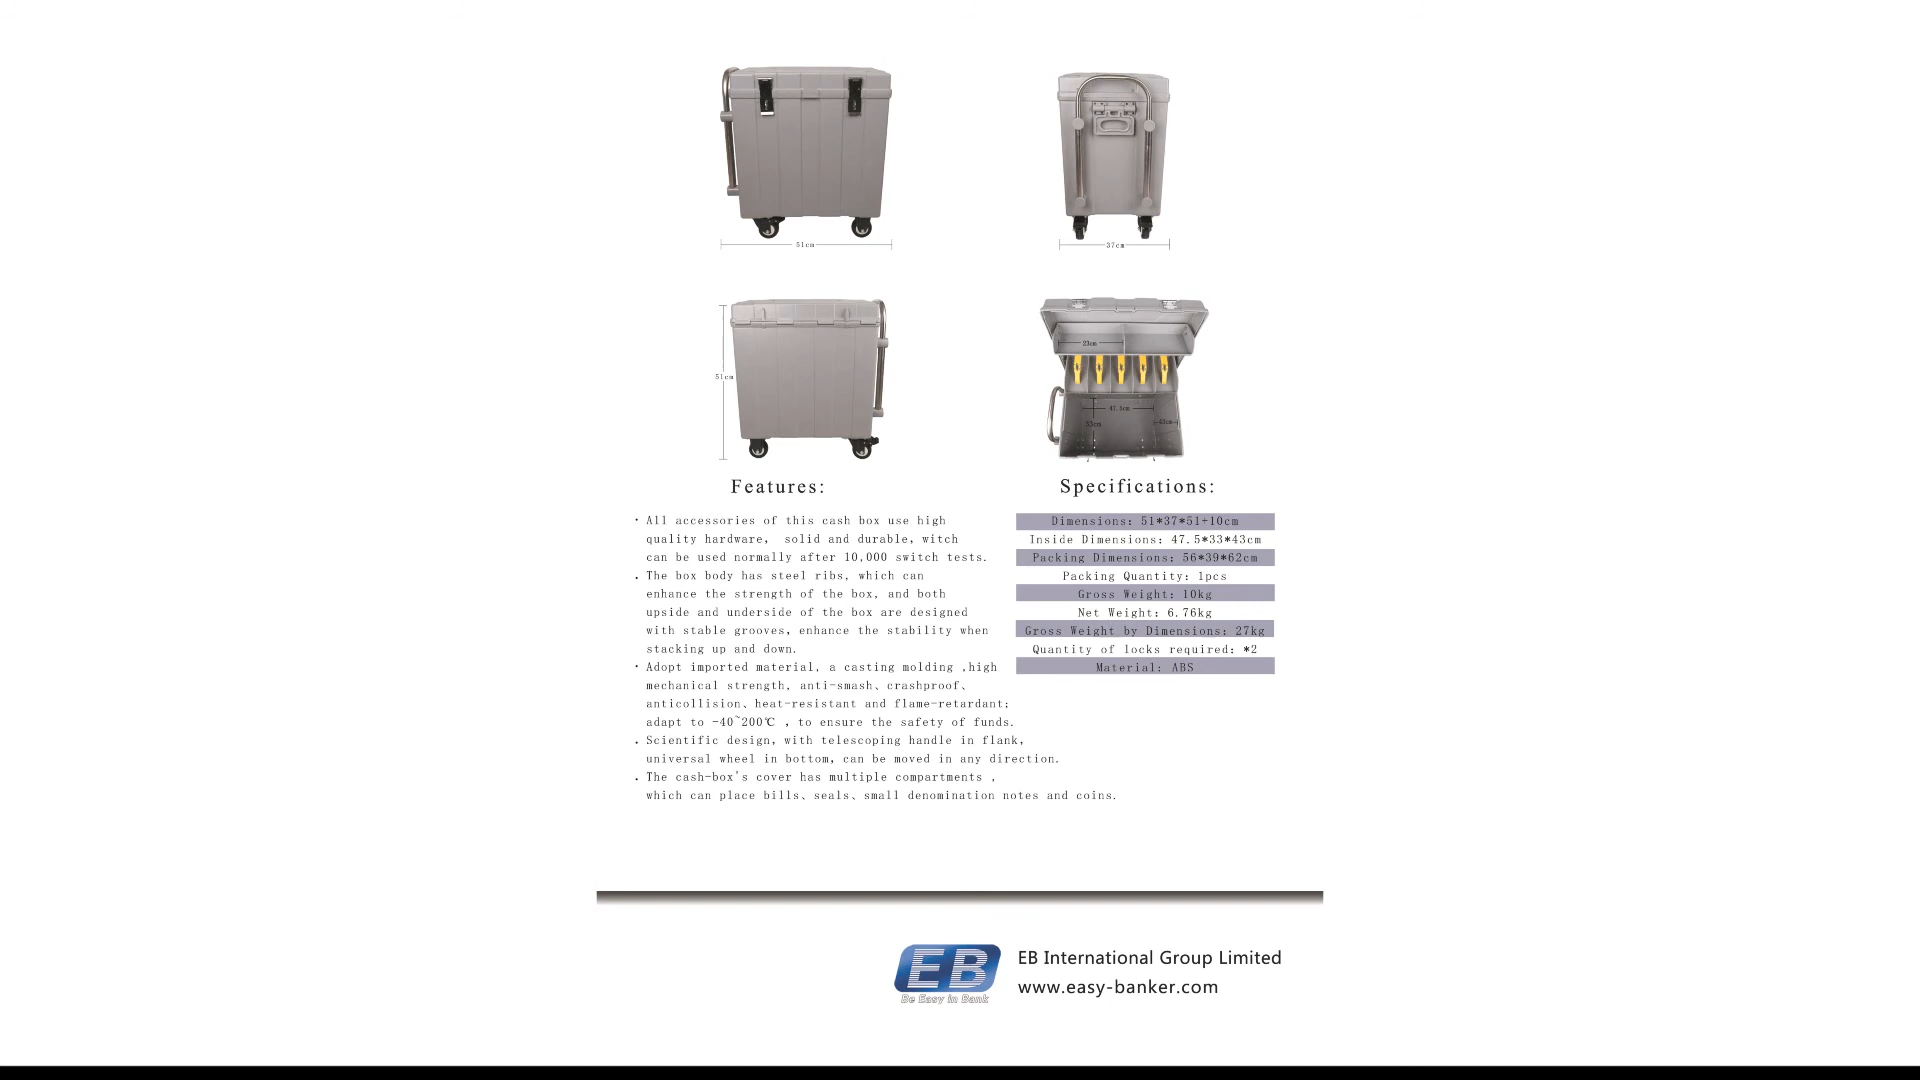 51cm
37cm
51cm
23cm
47.5cm
33cm
43cm
Features:
· All accessories of this cash box use high
quality hardware, solid and durable, witch
can be used normally after 10,000 switch tests.
. The box body has steel ribs, which can
enhance the strength of the box, and both
upside and underside of the box are designed
with stable grooves, enhance the stability when
stacking up and down.
· Adopt imported material, a casting molding ,high
mechanical strength, anti-smash、crashproof、
anticollision、heat-resistant and flame-retardant;
adapt to -40~200℃ , to ensure the safety of funds.
. Scientific design, with telescoping handle in flank,
universal wheel in bottom, can be moved in any direction.
. The cash-box's cover has multiple compartments ,
which can place bills、seals、small denomination notes and coins.
Specifications:
Dimensions: 51*37*51+10cm
Inside Dimensions: 47.5*33*43cm
Packing Dimensions: 56*39*62cm
Packing Quantity: 1pcs
Gross Weight: 10kg
Net Weight: 6.76kg
Gross Weight by Dimensions: 27kg
Quantity of locks required: *2
Material: ABS
EB
Be Easy in Bank
EB International Group Limited
www.easy-banker.com